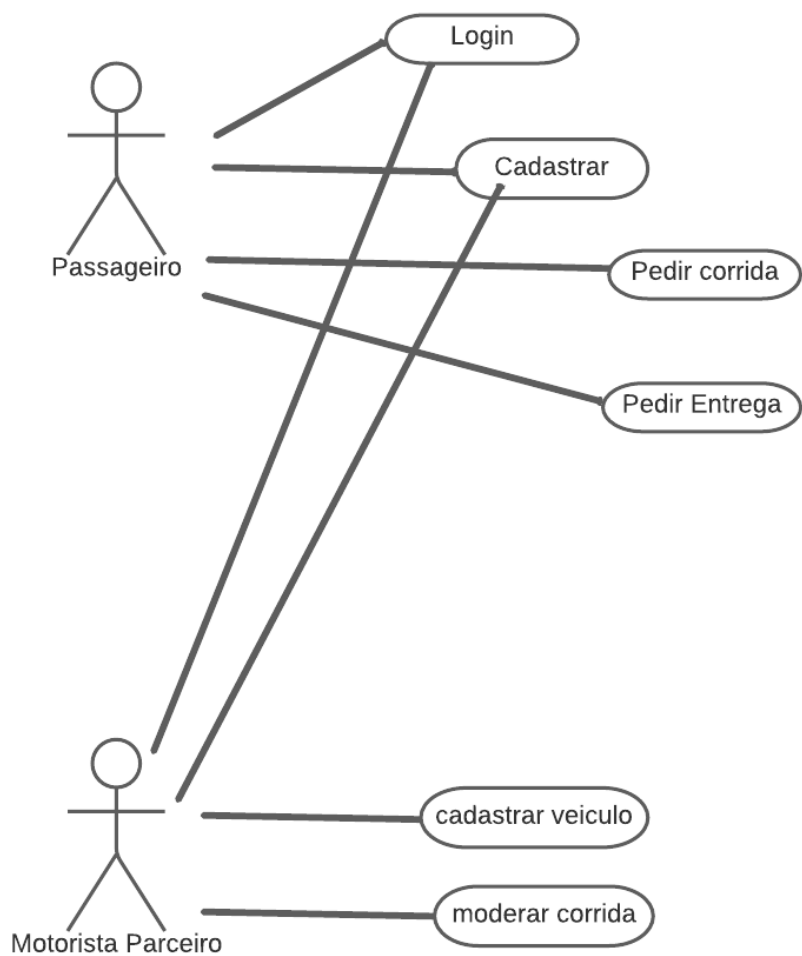 Login
Cadastrar
Passageiro
Pedir corrida
Pedir Entrega
cadastrar veiculo
moderar corrida
Motorista Parceiro